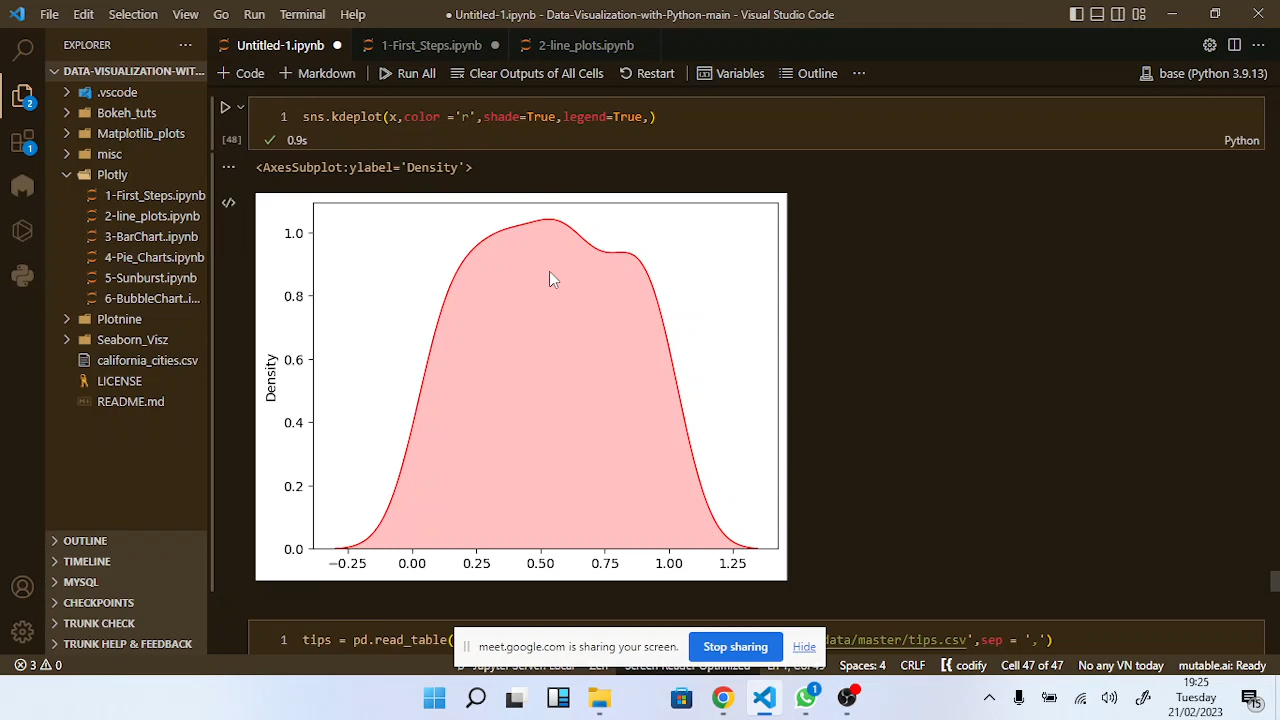 File Edit Selection View Go Run Terminal Help
● Untitled-1.ipynb - Data-Visualization-with-Python-main - Visual Studio Code
EXPLORER
Untitled-1.ipynb
1-First_Steps.ipynb
2-line_plots.ipynb
DATA-VISUALIZATION-WIT...
+ Code + Markdown Run All Clear Outputs of All Cells Restart Variables Outline ...
base (Python 3.9.13)
.vscode
Bokeh_tuts
Matplotlib_plots
misc
Plotly
1-First_Steps.ipynb
2-line_plots.ipynb
3-BarChart..ipynb
4-Pie_Charts.ipynb
5-Sunburst.ipynb
6-BubbleChart..i...
Plotnine
Seaborn_Visz
california_cities.csv
LICENSE
README.md
OUTLINE
TIMELINE
MYSQL
CHECKPOINTS
TRUNK CHECK
TRUNK HELP & FEEDBACK
2
1
1 sns.kdeplot(x,color ='r',shade=True,legend=True,)
[48] 0.9s
Python
<AxesSubplot:ylabel='Density'>
Density
1.0
0.8
0.6
0.4
0.2
0.0
−0.25 0.00 0.25 0.50 0.75 1.00 1.25
1 tips = pd.read_table(
data/master/tips.csv',sep = ',')
meet.google.com is sharing your screen. Stop sharing Hide
3 0
Spaces: 4 CRLF codify Cell 27 of 47 No any VN today mutable.ai: Ready
1
19:25
Tuesday
21/02/2023
15